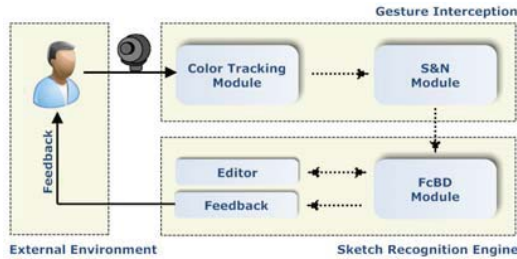 Gesture Interception
Color Tracking
Module
S&N
Module
Feedback
Editor
Feedback
FcBD
Module
External Environment
Sketch Recognition Engine